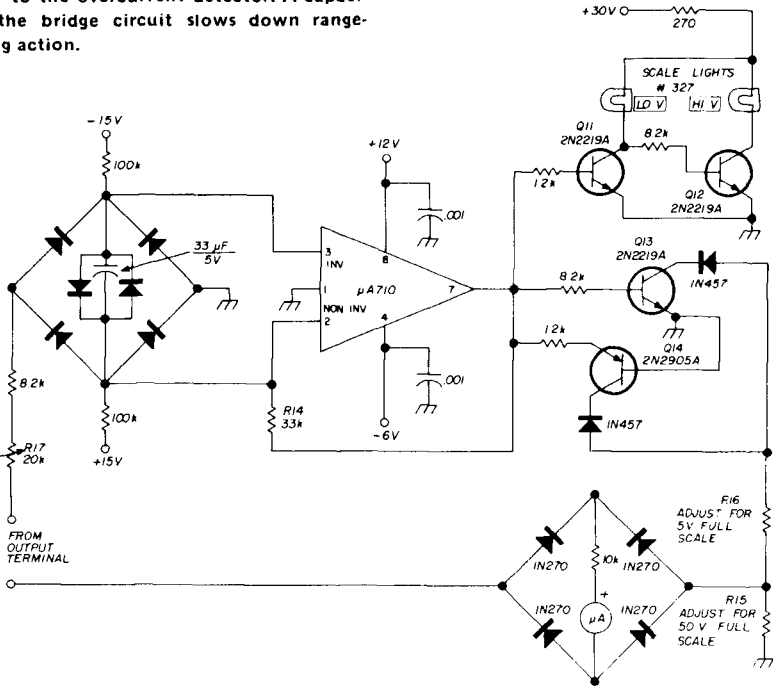 to the overcurrent detector. A capac-
the bridge circuit slows down range-
g action.
+30V
270
SCALE LIGHTS
# 327
LO V
HI V
Q11
2N2219A
8.2k
Q12
2N2219A
1.2k
-15V
100k
33 µF
5V
+12V
.001
3
INV
8
1
µA710
7
NON INV
2
4
.001
-6V
8.2k
R17
20k
100k
+15V
R14
33k
Q13
2N2219A
8.2k
1N457
1.2k
Q14
2N2905A
1N457
FROM
OUTPUT
TERMINAL
R16
ADJUST FOR
5V FULL
SCALE
1N270
10k
1N270
+
µA
1N270
1N270
R15
ADJUST FOR
50 V FULL
SCALE